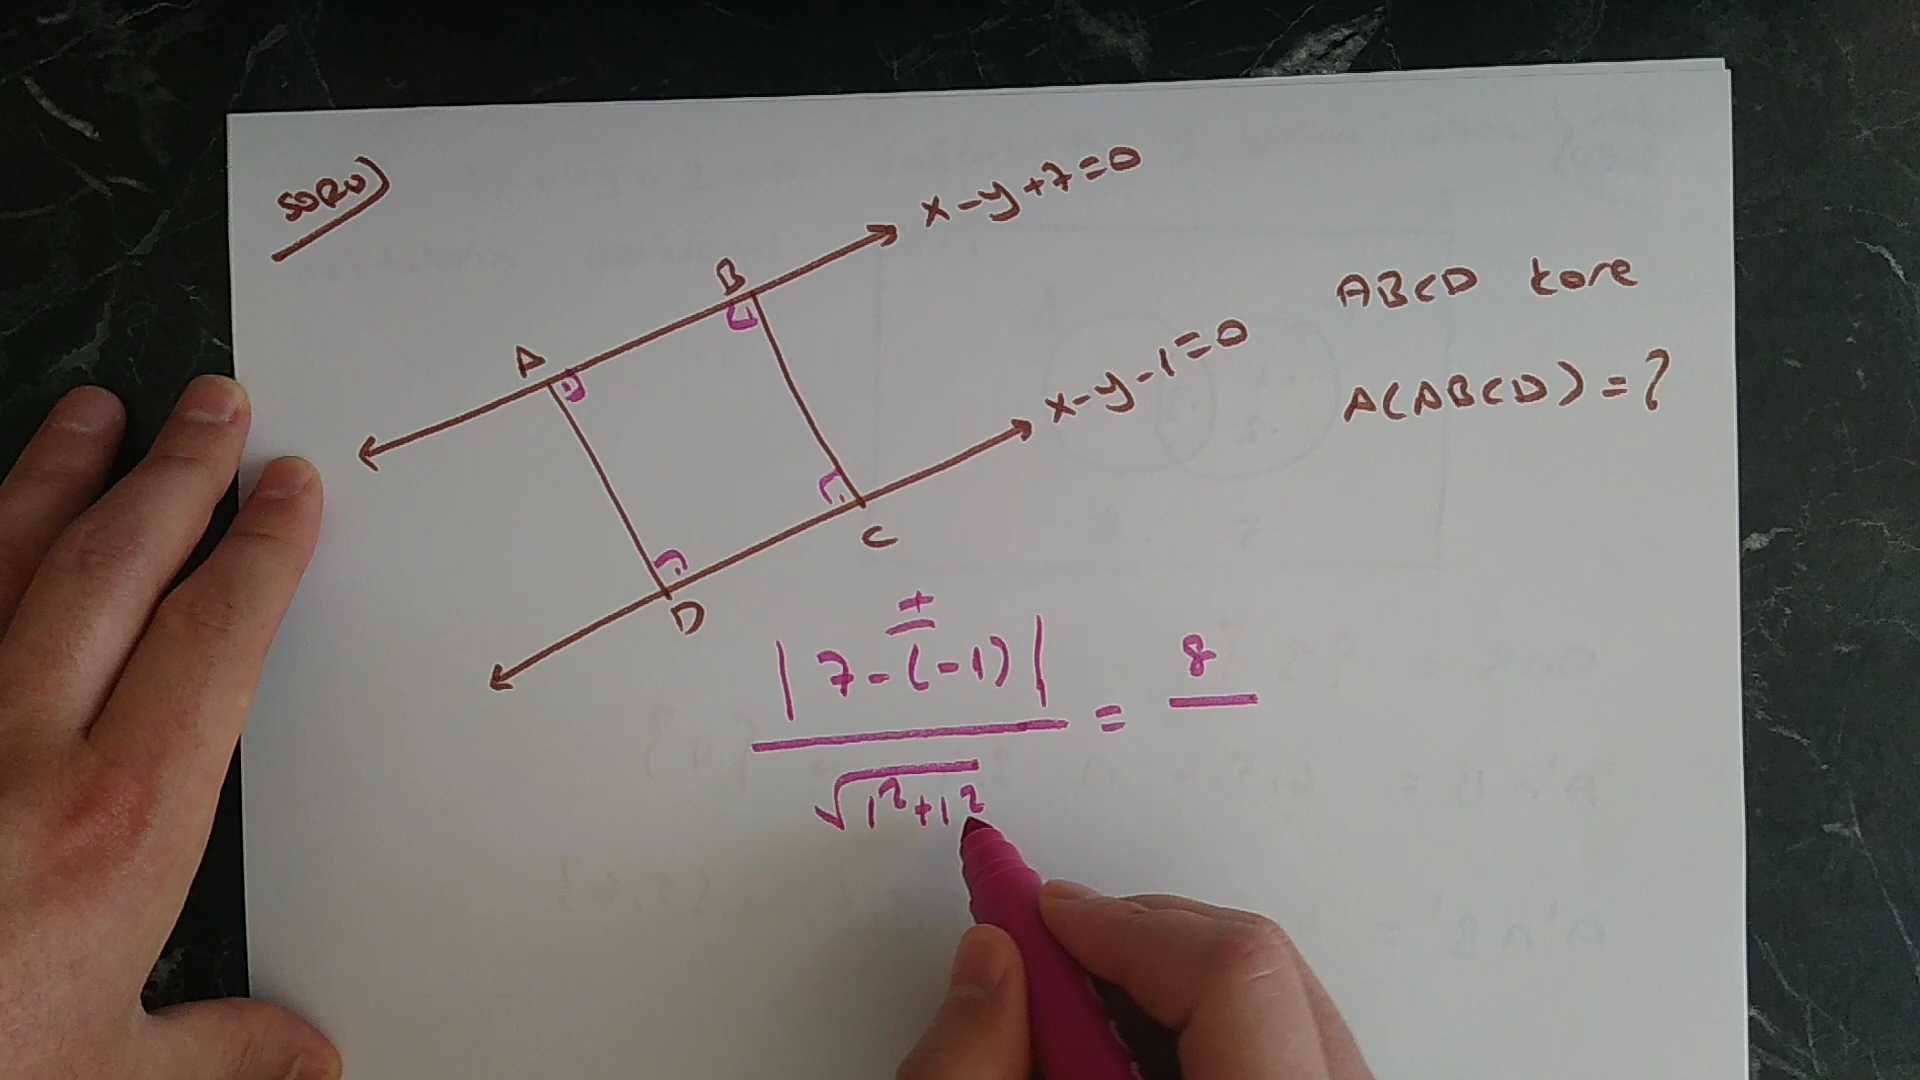 SORU)
x-y+7=0
B
A
x-y-1=0
C
D
ABCD kare
A(ABCD)=?
+
|7-(-1)| = 8
√1²+1²